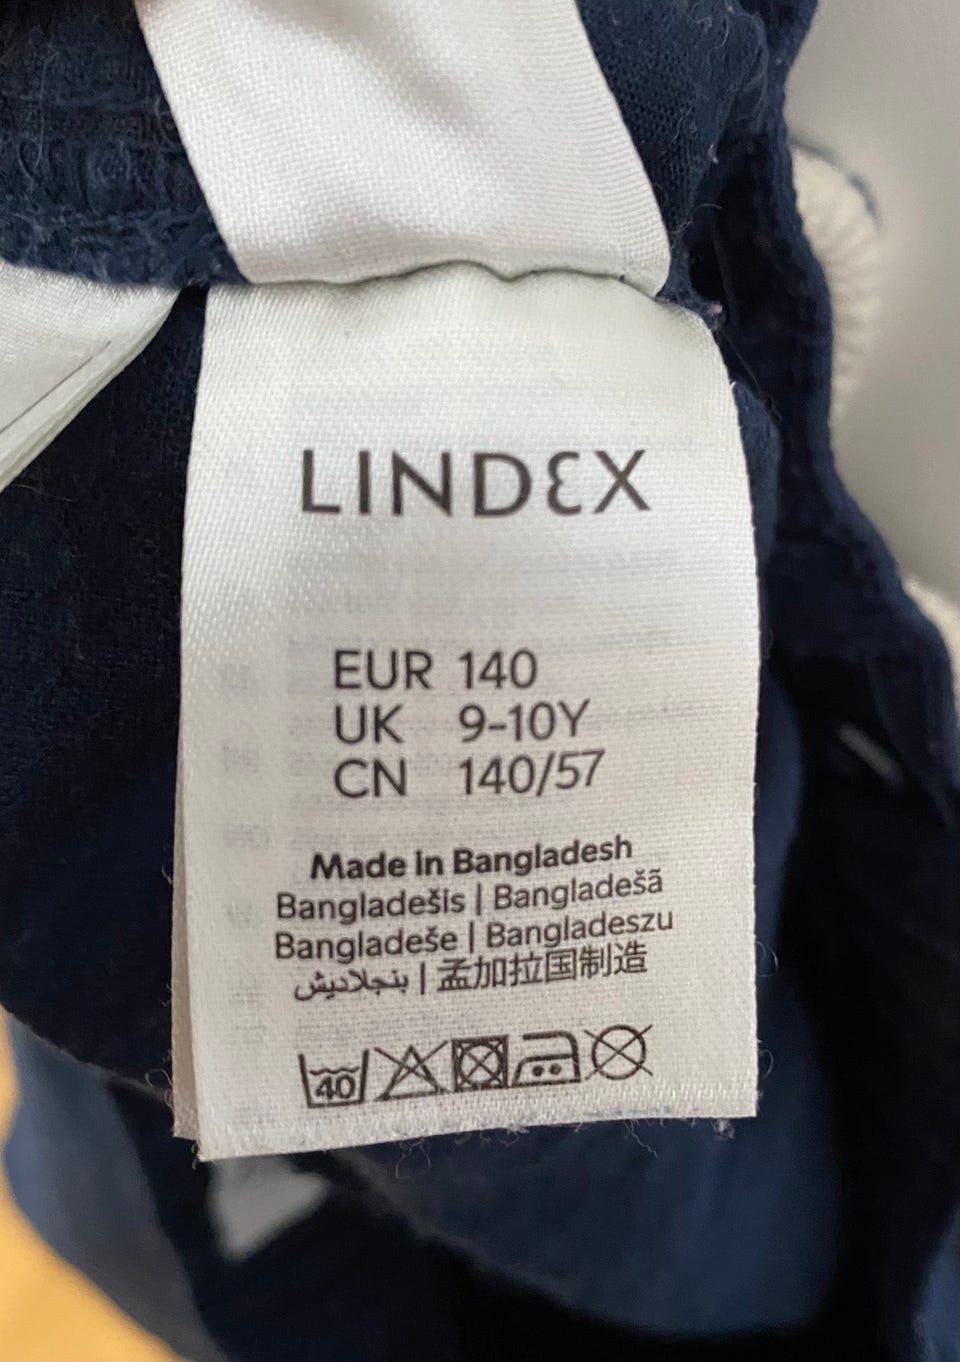 LINDEX
EUR 140
UK 9-10Y
CN 140/57
Made in Bangladesh
Bangladešis | Bangladešā
Bangladeše | Bangladeszu
بنجلاديش | 孟加拉国制造
40